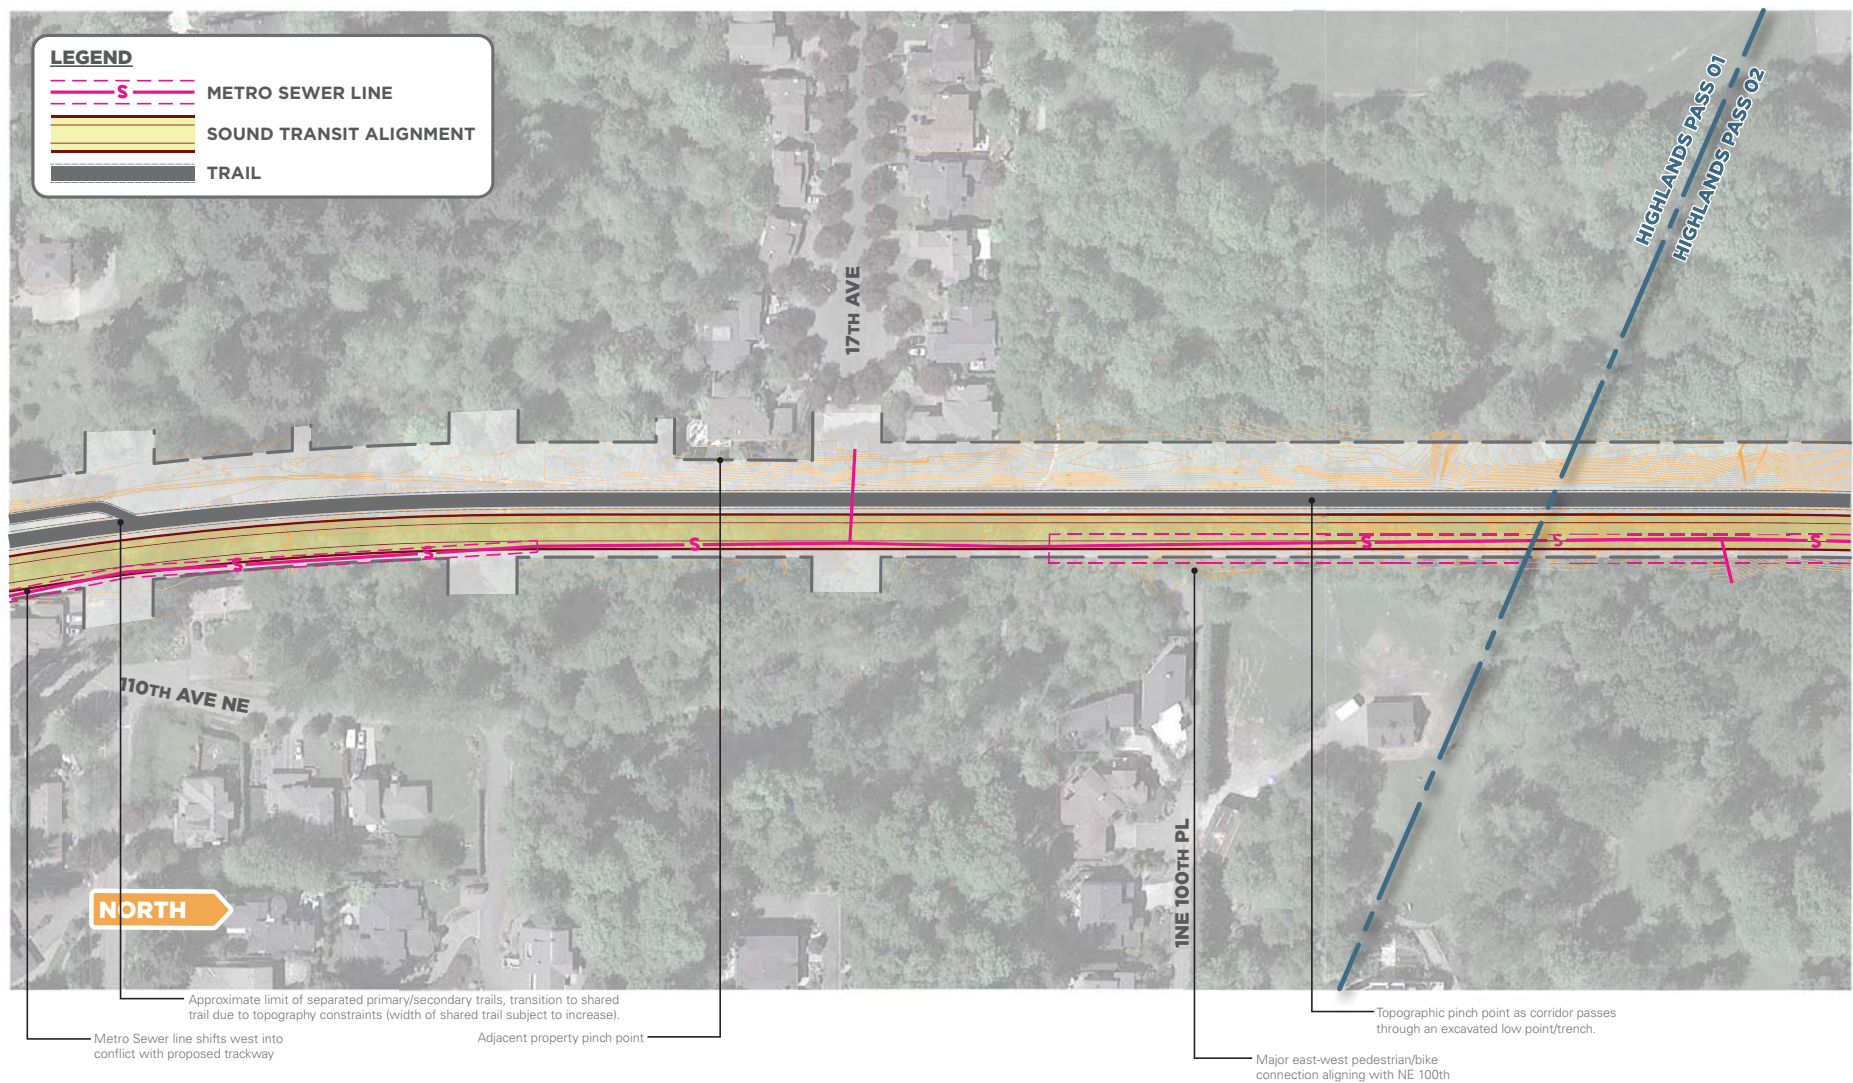 LEGEND
S METRO SEWER LINE
SOUND TRANSIT ALIGNMENT
TRAIL
HIGHLANDS PASS 01
HIGHLANDS PASS 02
17TH AVE
S
S
S
S
S
S
110TH AVE NE
1NE 100TH PL
NORTH
Approximate limit of separated primary/secondary trails, transition to shared
trail due to topography constraints (width of shared trail subject to increase).
Metro Sewer line shifts west into
conflict with proposed trackway
Adjacent property pinch point
Topographic pinch point as corridor passes
through an excavated low point/trench.
Major east-west pedestrian/bike
connection aligning with NE 100th